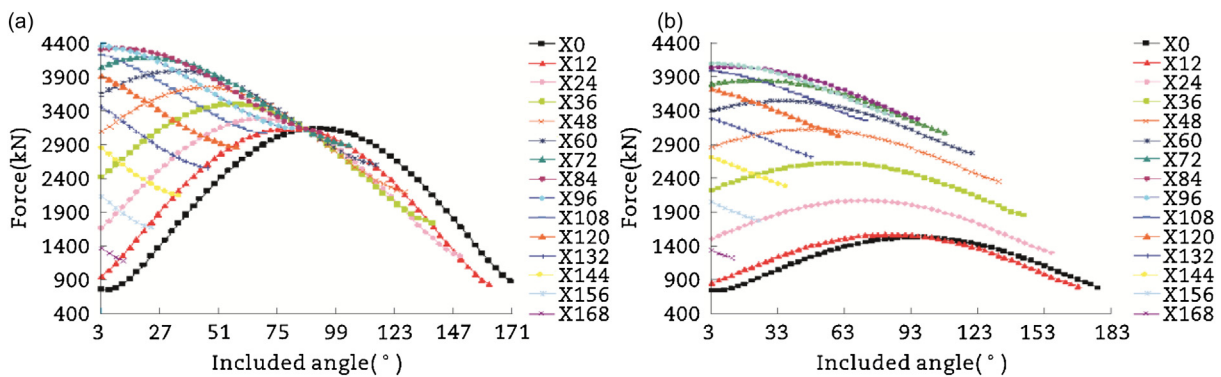 (a)
Force(kN)
4400
3900
3400
2900
2400
1900
1400
900
400
3 27 51 75 99 123 147 171
Included angle(°)
X0
X12
X24
X36
X48
X60
X72
X84
X96
X108
X120
X132
X144
X156
X168
(b)
Force(kN)
4400
3900
3400
2900
2400
1900
1400
900
400
3 33 63 93 123 153 183
Included angle(°)
X0
X12
X24
X36
X48
X60
X72
X84
X96
X108
X120
X132
X144
X156
X168